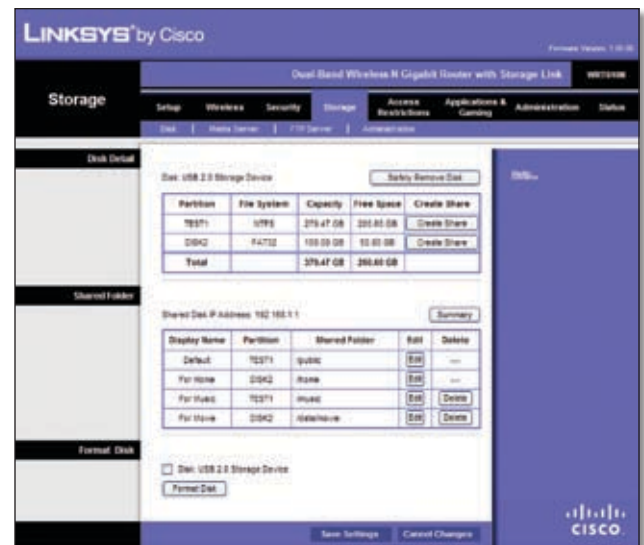 LINKSYS® by Cisco
Firmware Version:
Dual-Band Wireless-N Gigabit Router with Storage Link
Storage
Setup Wireless Security Storage Access Restrictions Applications & Gaming Administration Status
Disk | Media Server | FTP Server | Administration
Disk Detail
Disk: USB 2.0 Storage Device
Safely Remove Disk
Help...
Partition File System Capacity Free Space Create Share
TEST1 NTFS Create Share
DISK2 FAT32 Create Share
Total
Shared Folder
Shared Disk IP Address: 192.168.1.1
Summary
Display Name Partition Shared Folder Edit Delete
Default TEST1 /public Edit ---
For Home DISK2 /home Edit ---
For Music TEST1 /music Edit Delete
For Movie DISK2 Edit Delete
Format Disk
Disk: USB 2.0 Storage Device
Format Disk
Save Settings Cancel Changes
CISCO